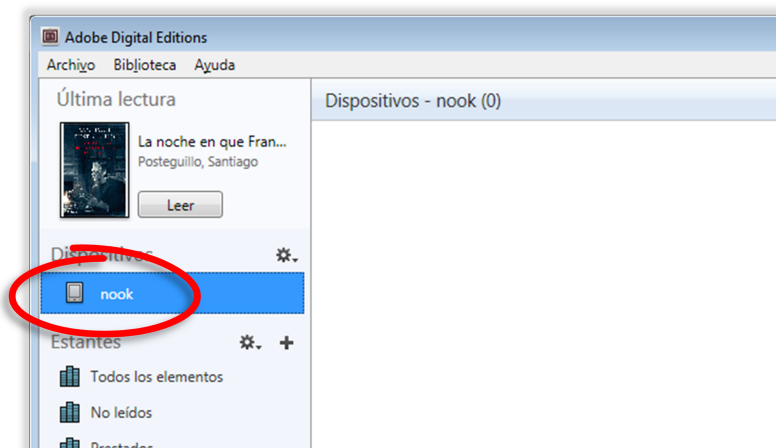 Adobe Digital Editions
Archivo Biblioteca Ayuda
Última lectura
Dispositivos - nook (0)
La noche en que Fran...
Posteguillo, Santiago
Leer
Dispositivos
nook
Estantes
Todos los elementos
No leídos
Prestados